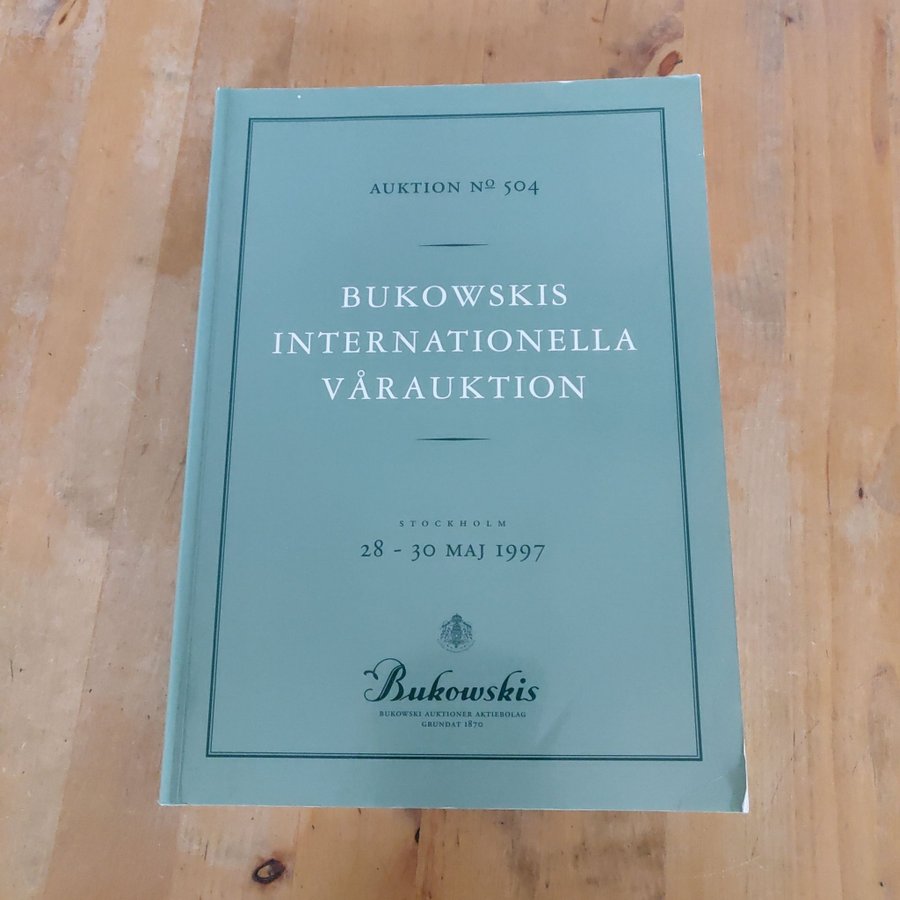 AUKTION Nº 504
BUKOWSKIS
INTERNATIONELLA
VÅRAUKTION
STOCKHOLM
28 - 30 MAJ 1997
Bukowskis
BUKOWSKI AUKTIONER AKTIEBOLAG
GRUNDAT 1870